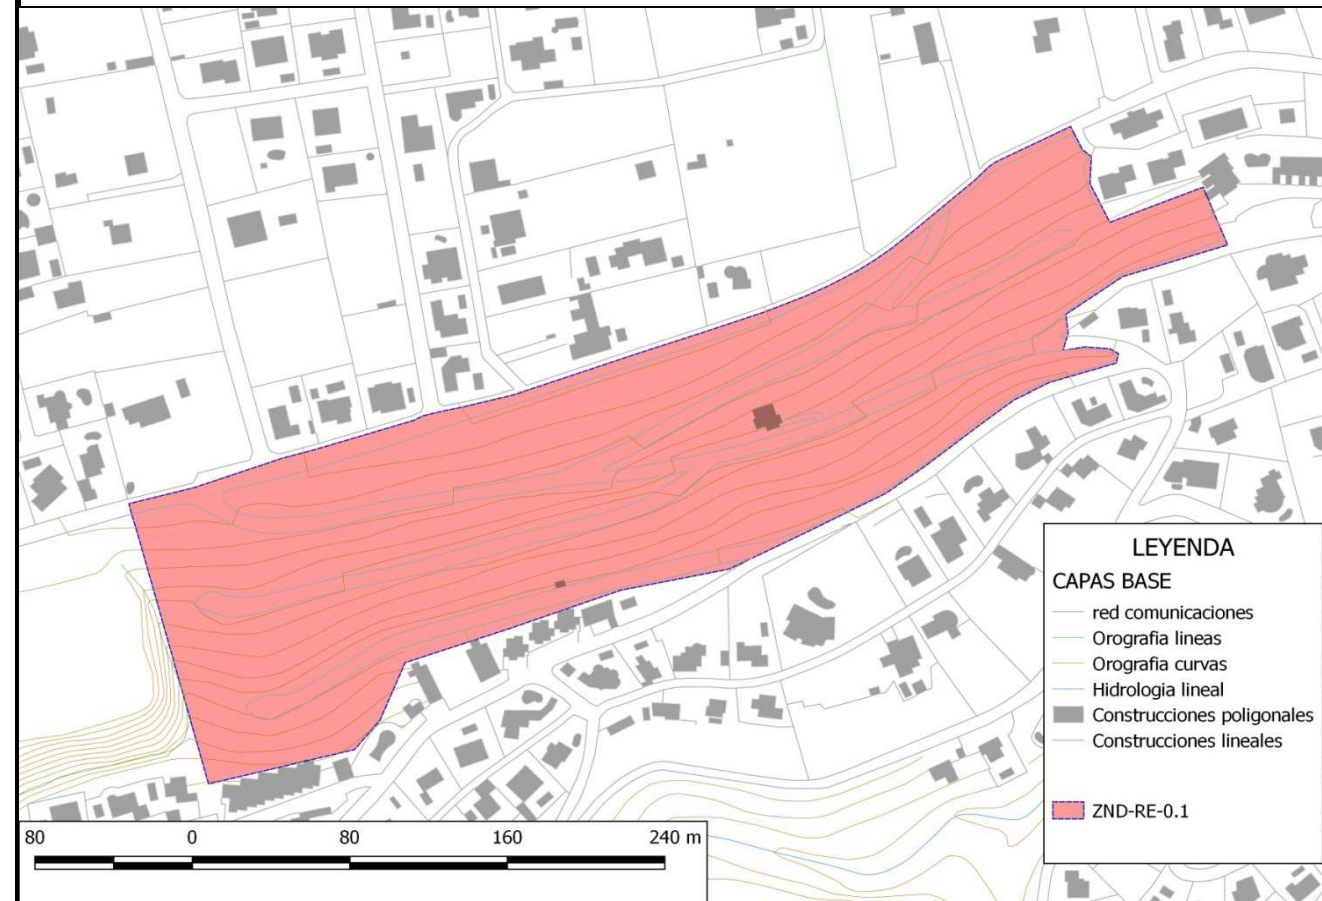 LEYENDA
CAPAS BASE
red comunicaciones
Orografia lineas
Orografia curvas
Hidrologia lineal
Construcciones poligonales
Construcciones lineales
ZND-RE-0.1
80 0 80 160 240 m